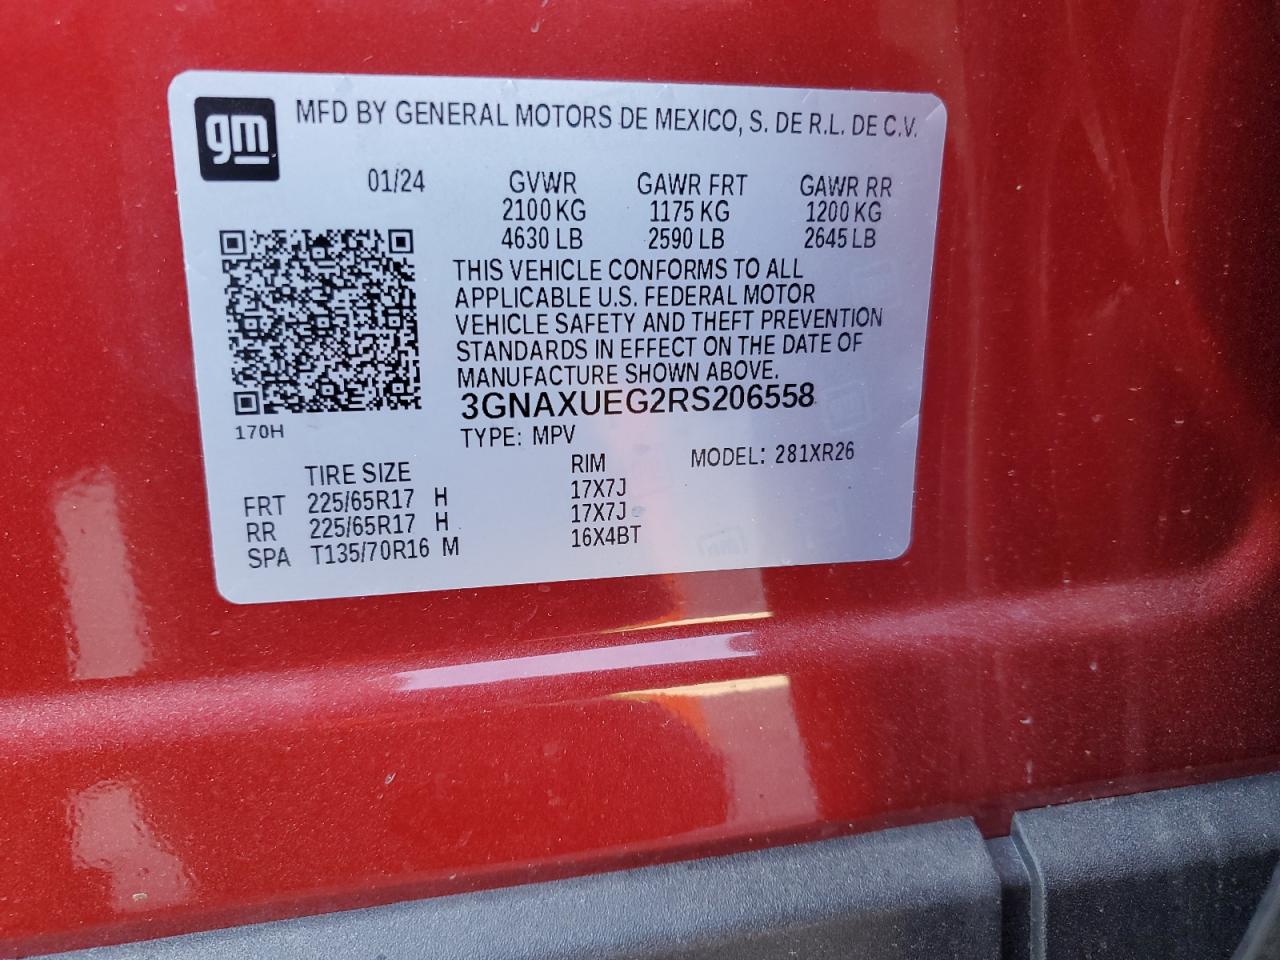 gm MFD BY GENERAL MOTORS DE MEXICO, S. DE R.L. DE C.V.
01/24 GVWR GAWR FRT GAWR RR
2100 KG 1175 KG 1200 KG
4630 LB 2590 LB 2645 LB
THIS VEHICLE CONFORMS TO ALL
APPLICABLE U.S. FEDERAL MOTOR
VEHICLE SAFETY AND THEFT PREVENTION
STANDARDS IN EFFECT ON THE DATE OF
MANUFACTURE SHOWN ABOVE.
3GNAXUEG2RS206558
170H
TYPE: MPV MODEL: 281XR26
TIRE SIZE RIM
FRT 225/65R17 H 17X7J
RR 225/65R17 H 17X7J
SPA T135/70R16 M 16X4BT